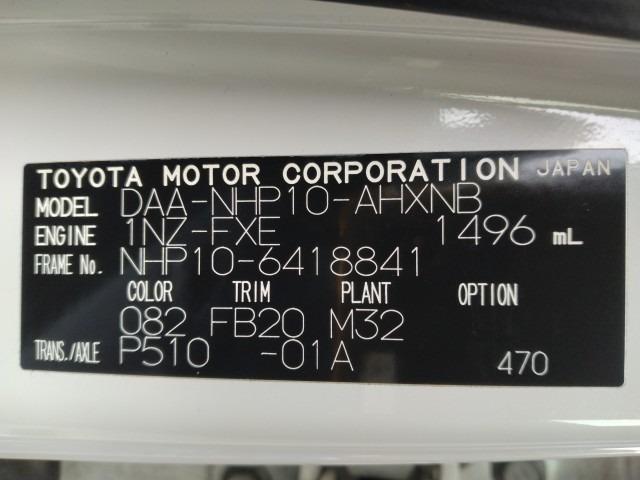 TOYOTA MOTOR CORPORATION JAPAN
MODEL DAA-NHP10-AHXNB
ENGINE 1NZ-FXE 1496 mL
FRAME No. NHP10-6418841
COLOR TRIM PLANT OPTION
082 FB20 M32
TRANS./AXLE P510 -01A 470